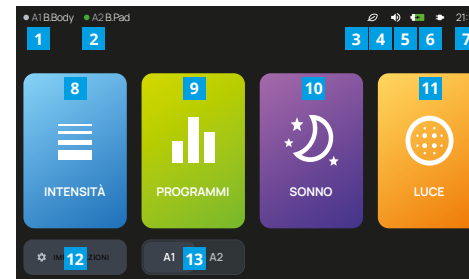 A1 B.Body A2 B.Pad 21:
1 2 3 4 5 6 7
8 9 10 11
INTENSITÀ PROGRAMMI SONNO LUCE
12 A1 13 A2